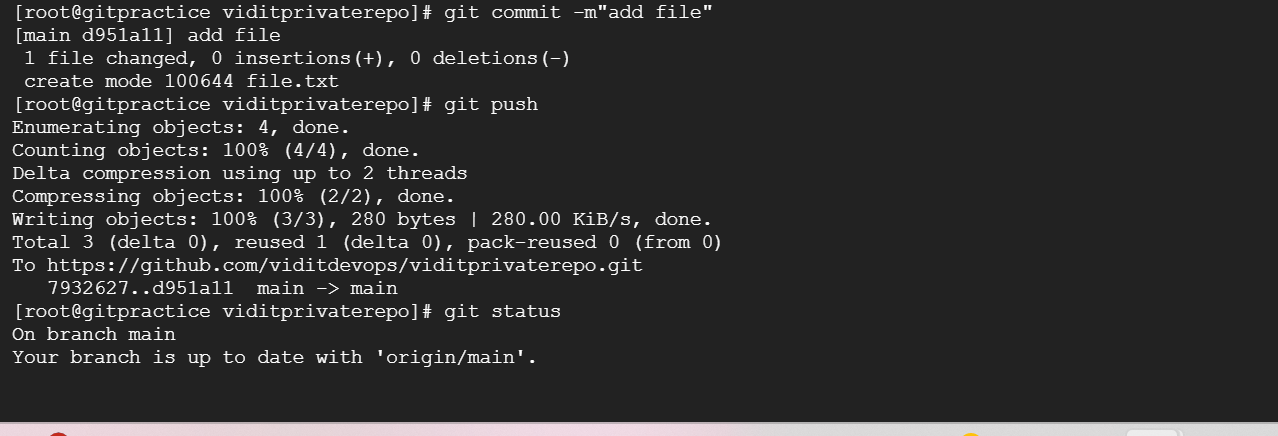 [root@gitpractice viditprivaterepo]# git commit -m"add file"
[main d951a11] add file
 1 file changed, 0 insertions(+), 0 deletions(-)
 create mode 100644 file.txt
[root@gitpractice viditprivaterepo]# git push
Enumerating objects: 4, done.
Counting objects: 100% (4/4), done.
Delta compression using up to 2 threads
Compressing objects: 100% (2/2), done.
Writing objects: 100% (3/3), 280 bytes | 280.00 KiB/s, done.
Total 3 (delta 0), reused 1 (delta 0), pack-reused 0 (from 0)
To https://github.com/viditdevops/viditprivaterepo.git
   7932627..d951a11  main -> main
[root@gitpractice viditprivaterepo]# git status
On branch main
Your branch is up to date with 'origin/main'.